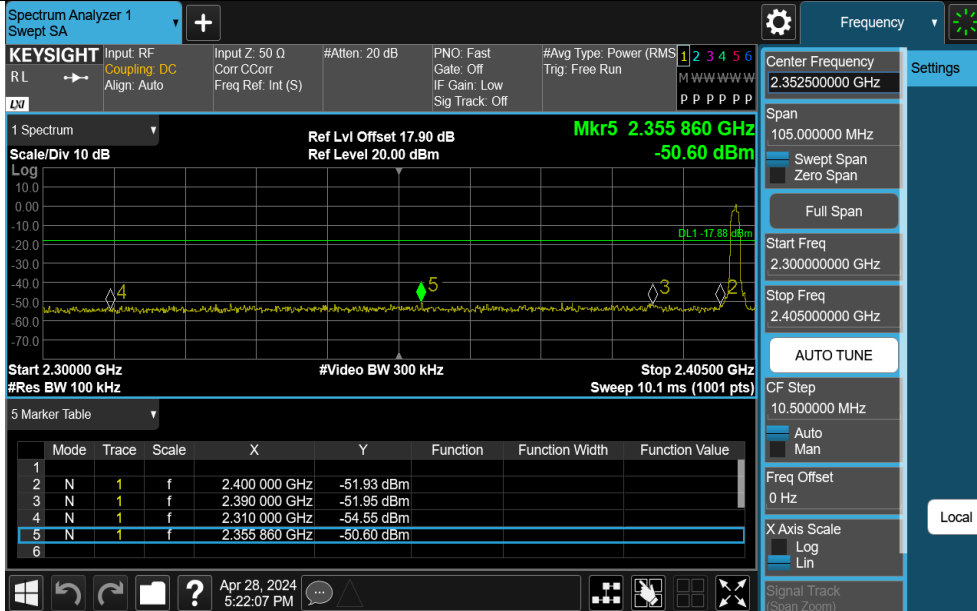 Spectrum Analyzer 1
Swept SA
+
Frequency
KEYSIGHT
RL
LXI
Input: RF
Coupling: DC
Align: Auto
Input Z: 50 Ω
Corr CCorr
Freq Ref: Int (S)
#Atten: 20 dB
PNO: Fast
Gate: Off
IF Gain: Low
Sig Track: Off
#Avg Type: Power (RMS
Trig: Free Run
1 2 3 4 5 6
M W W W W W
P P P P P P
1 Spectrum
Scale/Div 10 dB
Ref Lvl Offset 17.90 dB
Ref Level 20.00 dBm
Mkr5 2.355 860 GHz
-50.60 dBm
Log
10.0
0.00
-10.0
-20.0
-30.0
-40.0
-50.0
-60.0
-70.0
DL1 -17.88 dBm
4
5
3
2
Start 2.30000 GHz
#Res BW 100 kHz
#Video BW 300 kHz
Stop 2.40500 GHz
Sweep 10.1 ms (1001 pts)
5 Marker Table
Mode Trace Scale X Y Function Function Width Function Value
1
2 N 1 f 2.400 000 GHz -51.93 dBm
3 N 1 f 2.390 000 GHz -51.95 dBm
4 N 1 f 2.310 000 GHz -54.55 dBm
5 N 1 f 2.355 860 GHz -50.60 dBm
6
?
Apr 28, 2024
5:22:07 PM
Center Frequency
2.352500000 GHz
Span
105.000000 MHz
Swept Span
Zero Span
Full Span
Start Freq
2.300000000 GHz
Stop Freq
2.405000000 GHz
AUTO TUNE
CF Step
10.500000 MHz
Auto
Man
Freq Offset
0 Hz
X Axis Scale
Log
Lin
Signal Track
(Span Zoom)
Settings
Local